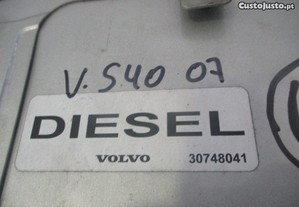 CustoJusto.pt
V.S40 07
DIESEL
VOLVO 30748041